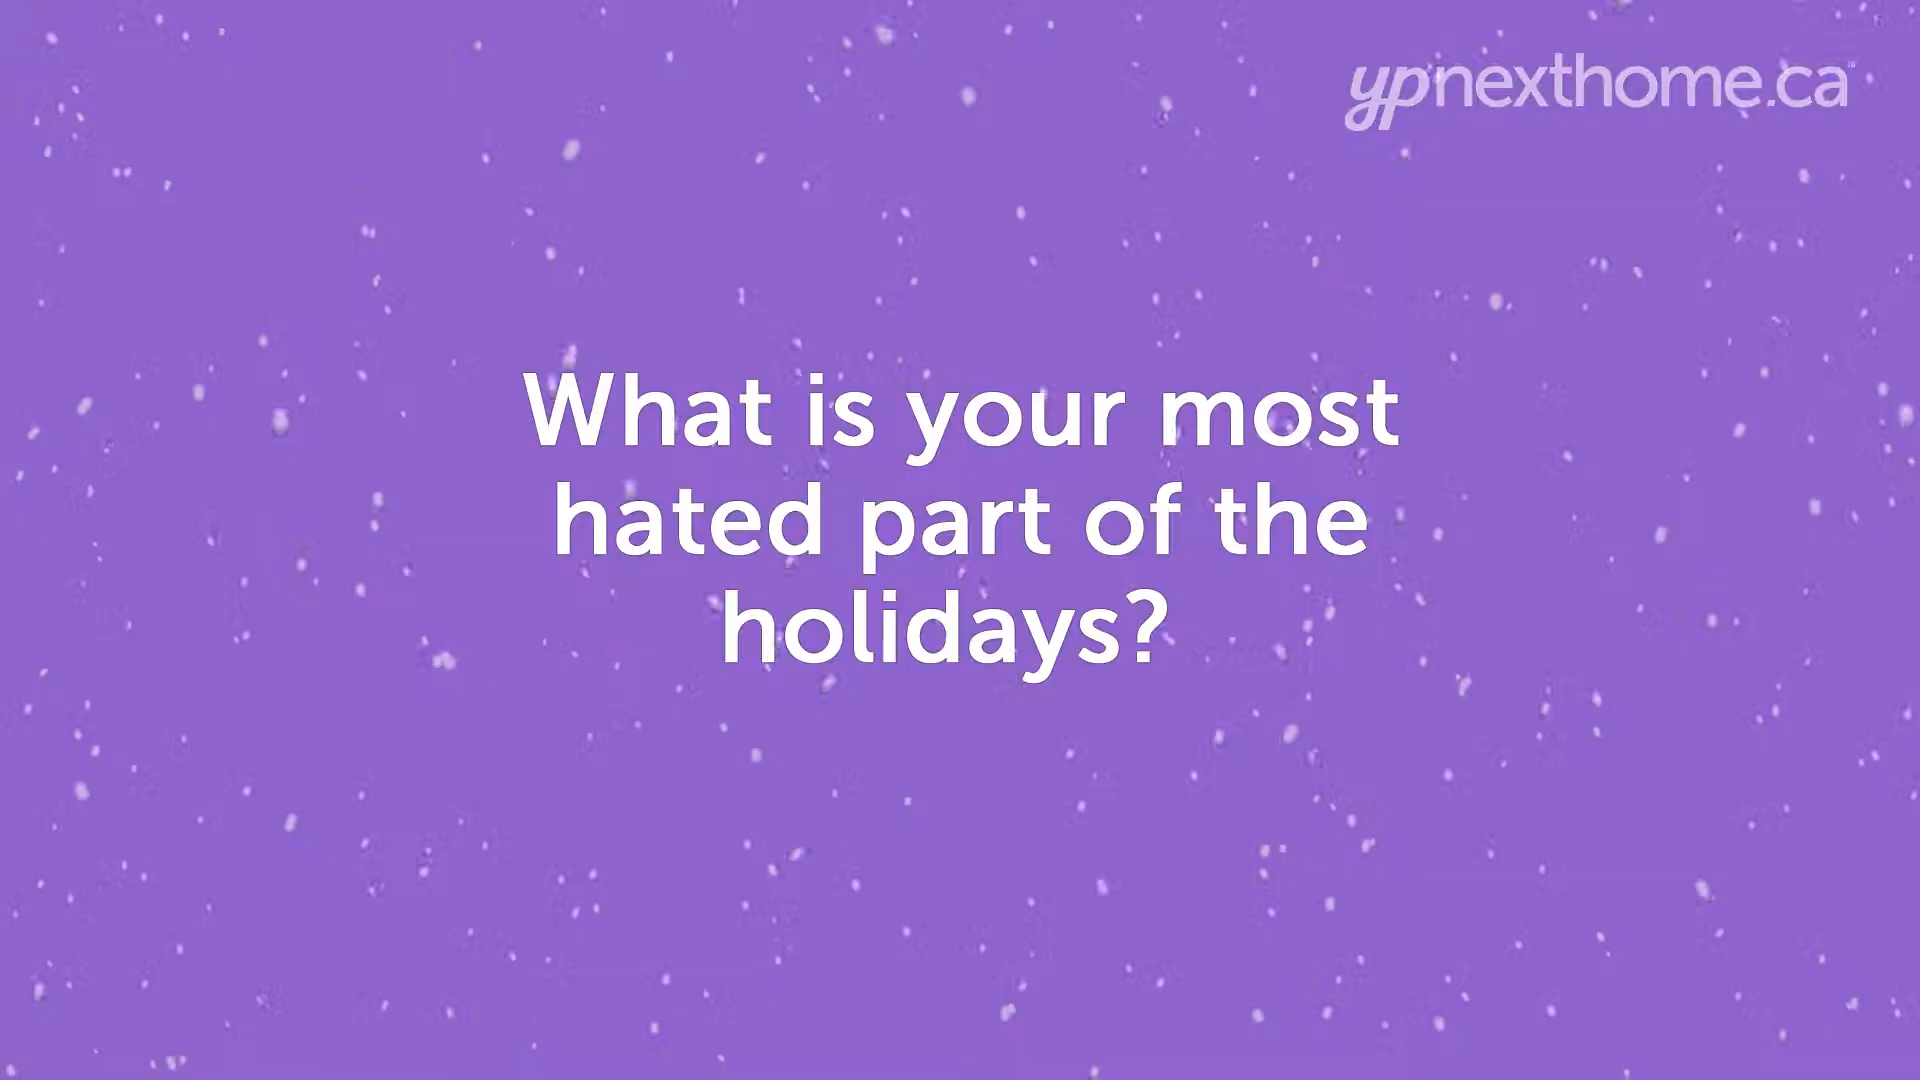 ypnexthome.ca
What is your most
hated part of the
holidays?